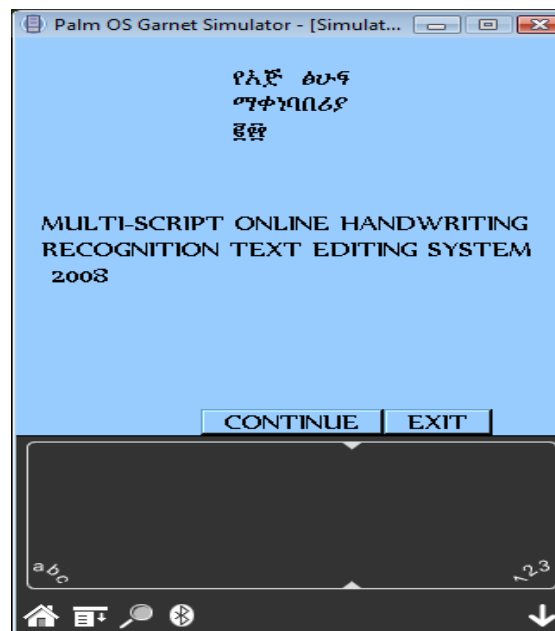 Palm OS Garnet Simulator - [Simulat...
የእጅ ፅሁፍ
ማቀነባበሪያ
MULTI-SCRIPT ONLINE HANDWRITING
RECOGNITION TEXT EDITING SYSTEM
2008
CONTINUE EXIT
abc 123